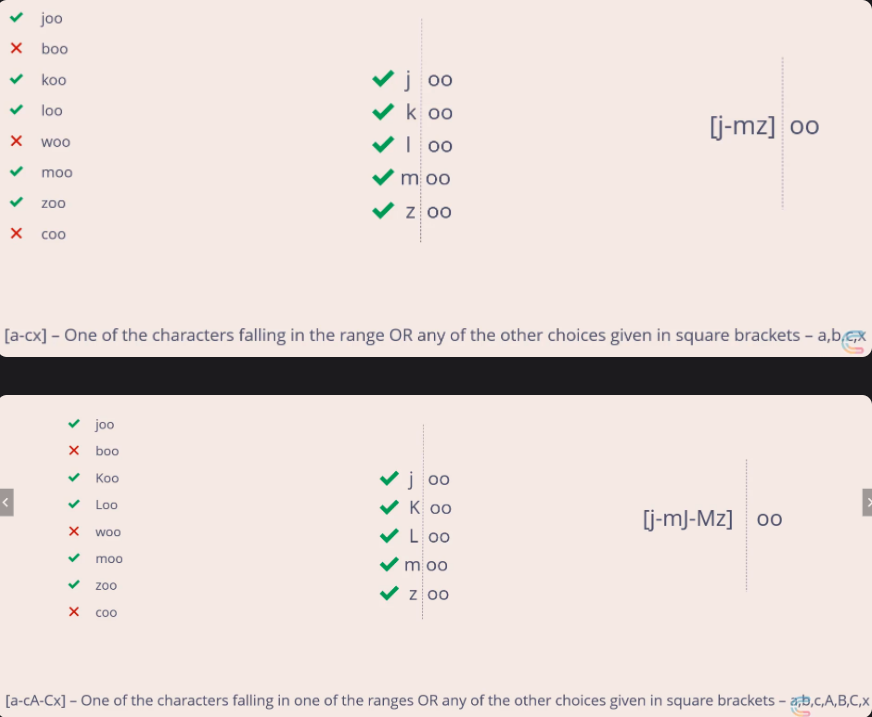 joo
boo
koo
loo
woo
moo
zoo
coo
j oo
k oo
l oo
m oo
z oo
[j-mz] oo
[a-cx] – One of the characters falling in the range OR any of the other choices given in square brackets – a,b,c,x
joo
boo
Koo
Loo
woo
moo
zoo
coo
j oo
K oo
L oo
m oo
z oo
[j-mJ-Mz] oo
[a-cA-Cx] – One of the characters falling in one of the ranges OR any of the other choices given in square brackets – a,b,c,A,B,C,x